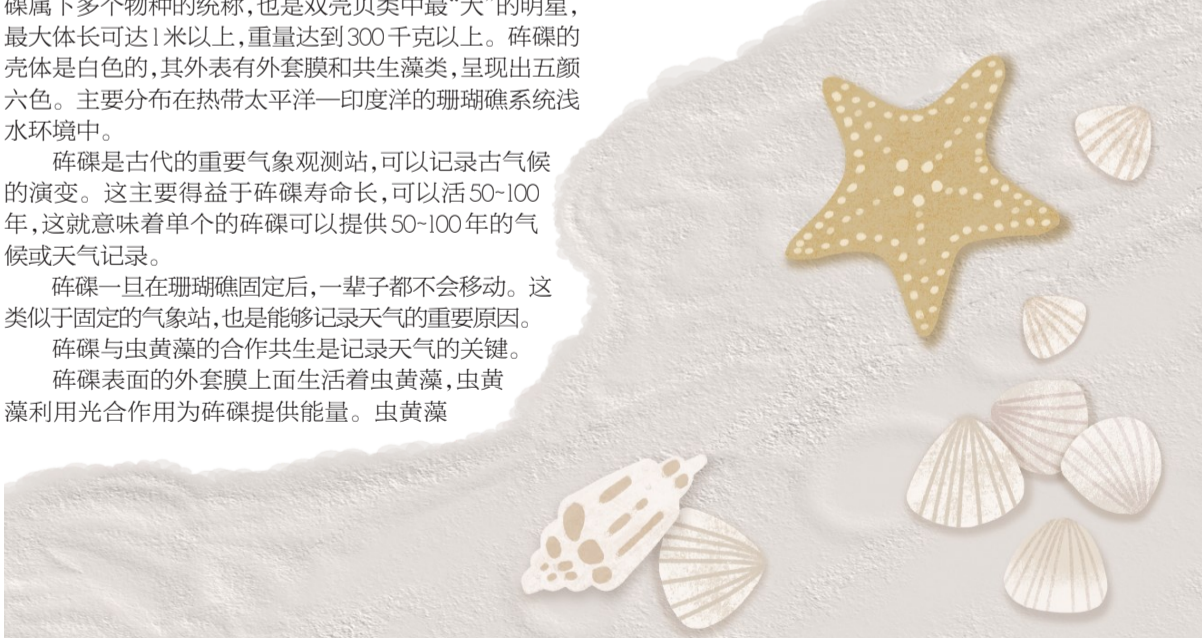 磲属下多个物种的统称,也是双壳贝类中最“大”的明星,
最大体长可达1米以上,重量达到300千克以上。砗磲的
壳体是白色的,其外表有外套膜和共生藻类,呈现出五颜
六色。主要分布在热带太平洋—印度洋的珊瑚礁系统浅
水环境中。
砗磲是古代的重要气象观测站,可以记录古气候
的演变。这主要得益于砗磲寿命长,可以活50~100
年,这就意味着单个的砗磲可以提供50~100年的气
候或天气记录。
砗磲一旦在珊瑚礁固定后,一辈子都不会移动。这
类似于固定的气象站,也是能够记录天气的重要原因。
砗磲与虫黄藻的合作共生是记录天气的关键。
砗磲表面的外套膜上面生活着虫黄藻,虫黄
藻利用光合作用为砗磲提供能量。虫黄藻